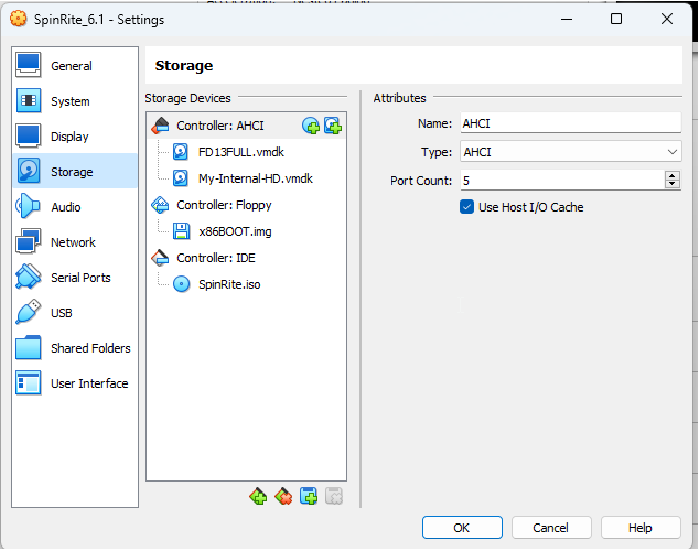 SpinRite_6.1 - Settings
General
System
Display
Storage
Audio
Network
Serial Ports
USB
Shared Folders
User Interface
Storage
Storage Devices
Controller: AHCI
FD13FULL.vmdk
My-Internal-HD.vmdk
Controller: Floppy
x86BOOT.img
Controller: IDE
SpinRite.iso
Attributes
Name: AHCI
Type: AHCI
Port Count: 5
Use Host I/O Cache
OK Cancel Help